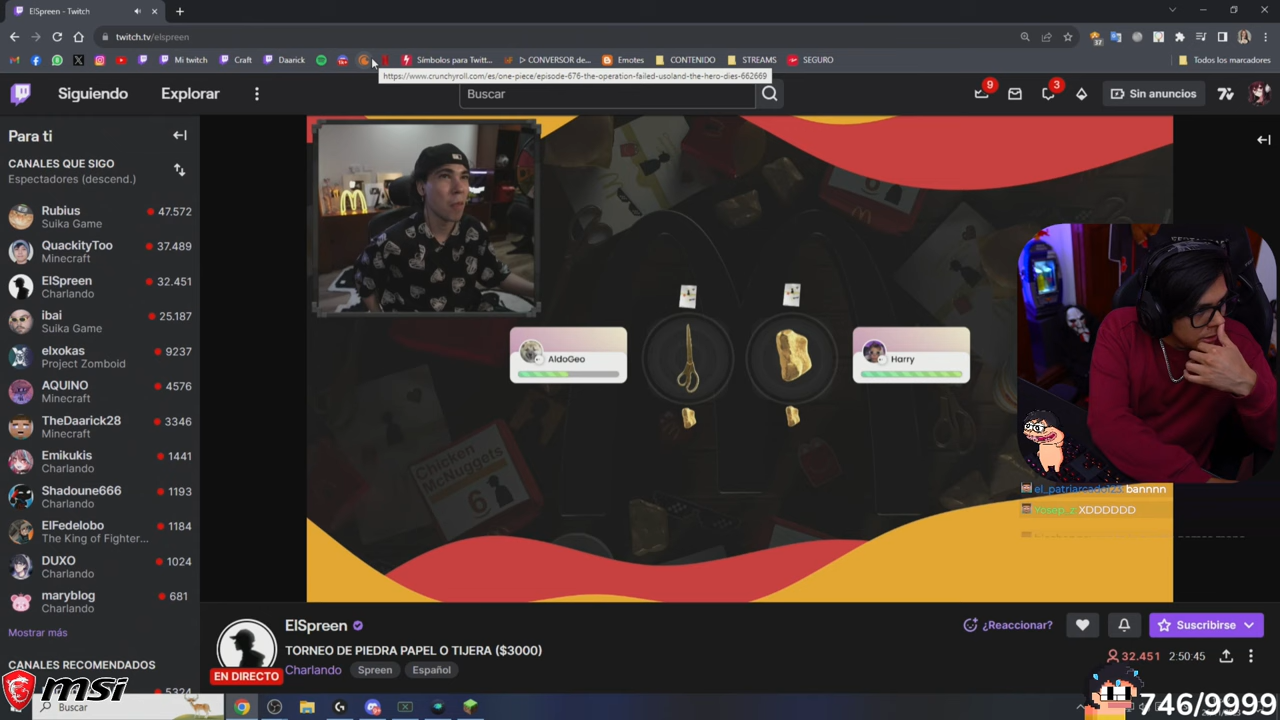 ElSpreen - Twitch
twitch.tv/elspreen
Mi twitch
Craft
Daarick
Símbolos para Twitt...
▷ CONVERSOR de...
Emotes
CONTENIDO
STREAMS
SEGURO
Todos los marcadores
https://www.crunchyroll.com/es/one-piece/episode-676-the-operation-failed-usoland-the-hero-dies-662669
Siguiendo
Explorar
Buscar
9
3
Sin anuncios
Para ti
CANALES QUE SIGO
Espectadores (descend.)
Rubius
47.572
Suika Game
QuackityToo
37.489
Minecraft
ElSpreen
32.451
Charlando
ibai
25.187
Suika Game
elxokas
9237
Project Zomboid
AQUINO
4576
Minecraft
TheDaarick28
3346
Minecraft
Emikukis
1441
Charlando
Shadoune666
1193
Charlando
ElFedelobo
1184
The King of Fighter...
DUXO
1024
Charlando
maryblog
681
Charlando
Mostrar más
CANALES RECOMENDADOS
5324
AldoGeo
Harry
Chicken
McNuggets
6
bannnn
Yosep_z: XDDDDDD
ElSpreen
TORNEO DE PIEDRA PAPEL O TIJERA ($3000)
Charlando
Spreen
Español
EN DIRECTO
¿Reaccionar?
Suscribirse
32.451
2:50:45
msi
Buscar
746/9999